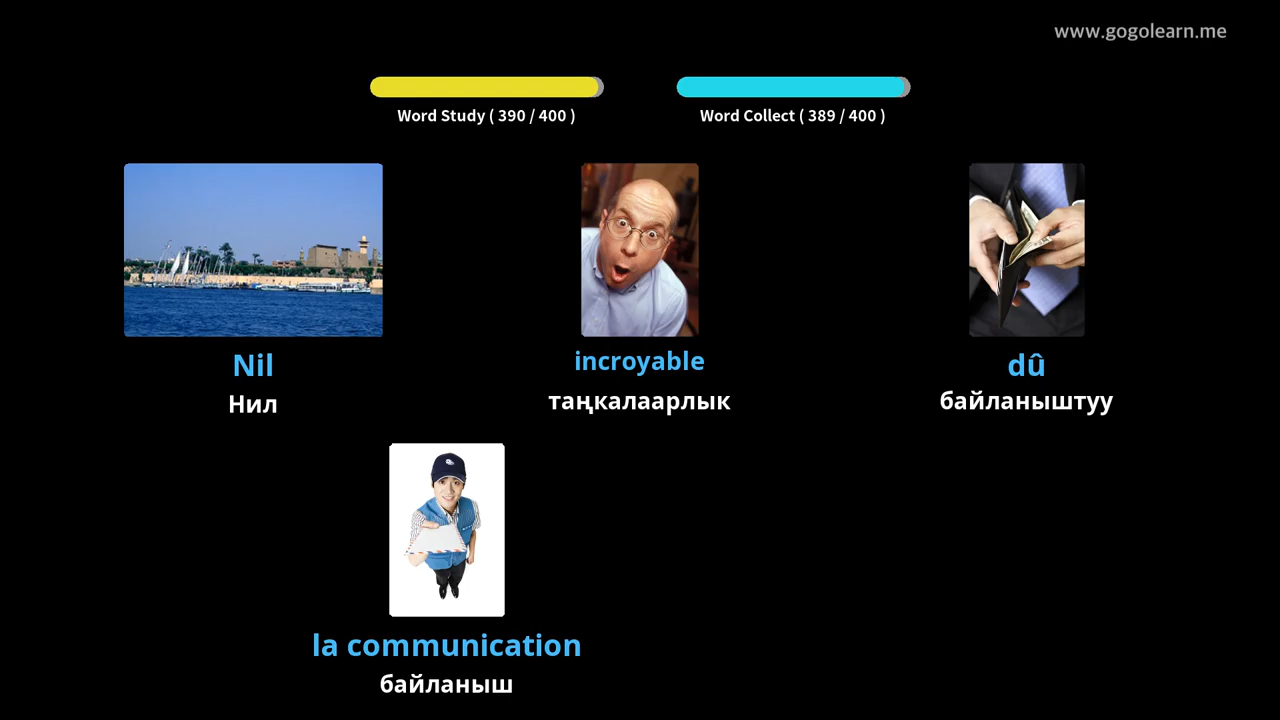 www.gogolearn.me
Word Study ( 390 / 400 )
Word Collect ( 389 / 400 )
Nil
Нил
incroyable
таңкалаарлык
dû
байланыштуу
la communication
байланыш